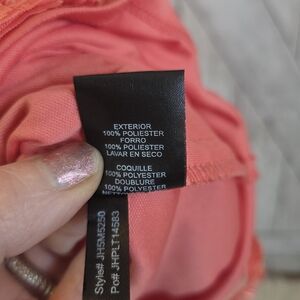 EXTERIOR
100% POLIESTER
FORRO
100% POLIESTER
LAVAR EN SECO
COQUILLE
100% POLYESTER
DOUBLURE
100% POLYESTER
Style# JH5M5250
Po# JHPLT14583